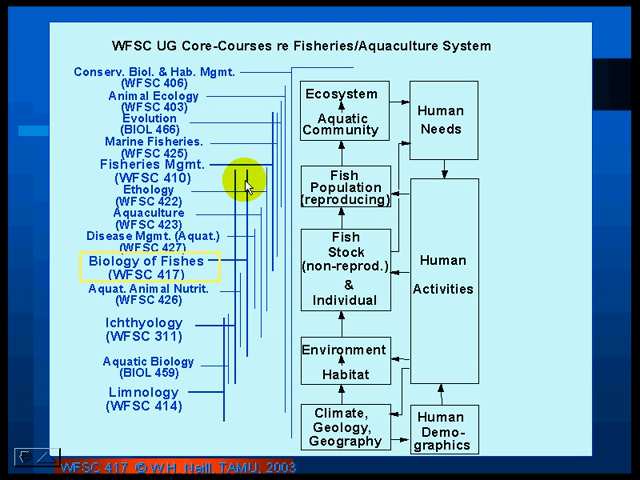 WFSC UG Core-Courses re Fisheries/Aquaculture System
Conserv. Biol. & Hab. Mgmt.
(WFSC 406)
Animal Ecology
(WFSC 403)
Evolution
(BIOL 466)
Marine Fisheries.
(WFSC 425)
Fisheries Mgmt.
(WFSC 410)
Ethology
(WFSC 422)
Aquaculture
(WFSC 423)
Disease Mgmt. (Aquat.)
(WFSC 427)
Biology of Fishes
(WFSC 417)
Aquat. Animal Nutrit.
(WFSC 426)
Ichthyology
(WFSC 311)
Aquatic Biology
(BIOL 459)
Limnology
(WFSC 414)
Ecosystem
Aquatic
Community
Fish
Population
(reproducing)
Fish
Stock
(non-reprod.)
&
Individual
Environment
Habitat
Climate,
Geology,
Geography
Human
Needs
Human
Activities
Human
Demo-
graphics
WFSC 417 © W.H. Neill, TAMU, 2003